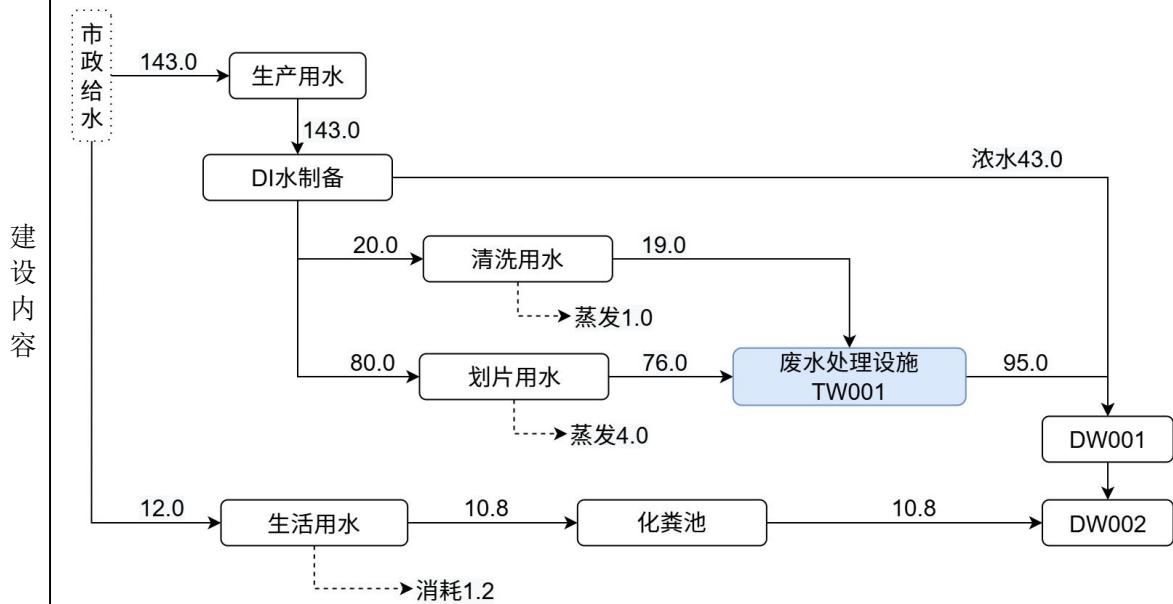 建设内容
市政给水
143.0
生产用水
143.0
DI水制备
浓水43.0
20.0
清洗用水
19.0
蒸发1.0
80.0
划片用水
76.0
废水处理设施
TW001
95.0
蒸发4.0
DW001
12.0
生活用水
10.8
化粪池
10.8
DW002
消耗1.2